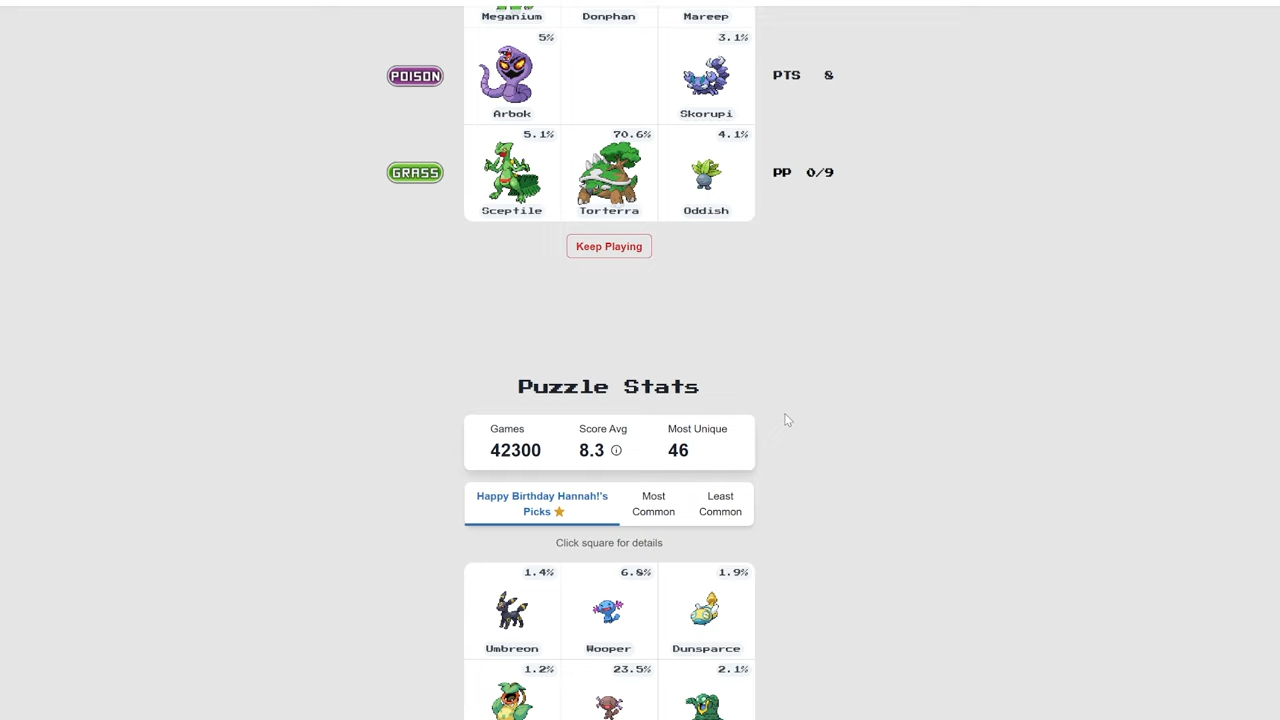 Meganium Donphan Mareep
5% 3.1%
POISON PTS 8
Arbok Skorupi
5.1% 70.6% 4.1%
GRASS PP 0/9
Sceptile Torterra Oddish
Keep Playing
Puzzle Stats
Games Score Avg Most Unique
42300 8.3 46
Happy Birthday Hannah!'s Most Least
Picks Common Common
Click square for details
1.4% 6.8% 1.9%
Umbreon Wooper Dunsparce
1.2% 23.5% 2.1%